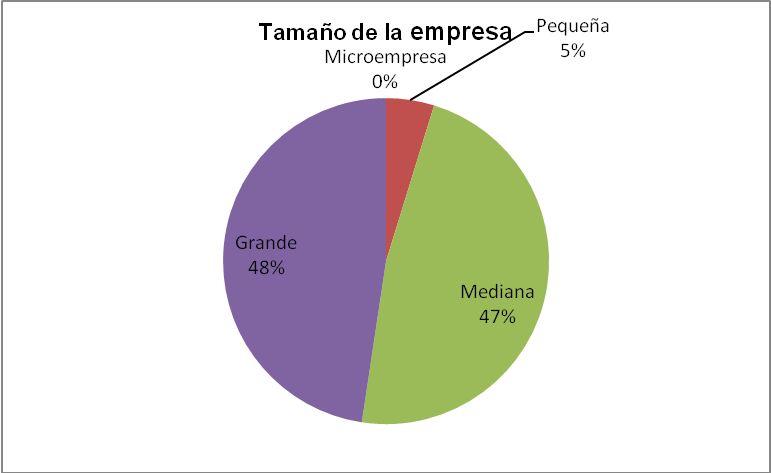 Tamaño de la empresa
Pequeña
5%
Microempresa
0%
Grande
48%
Mediana
47%